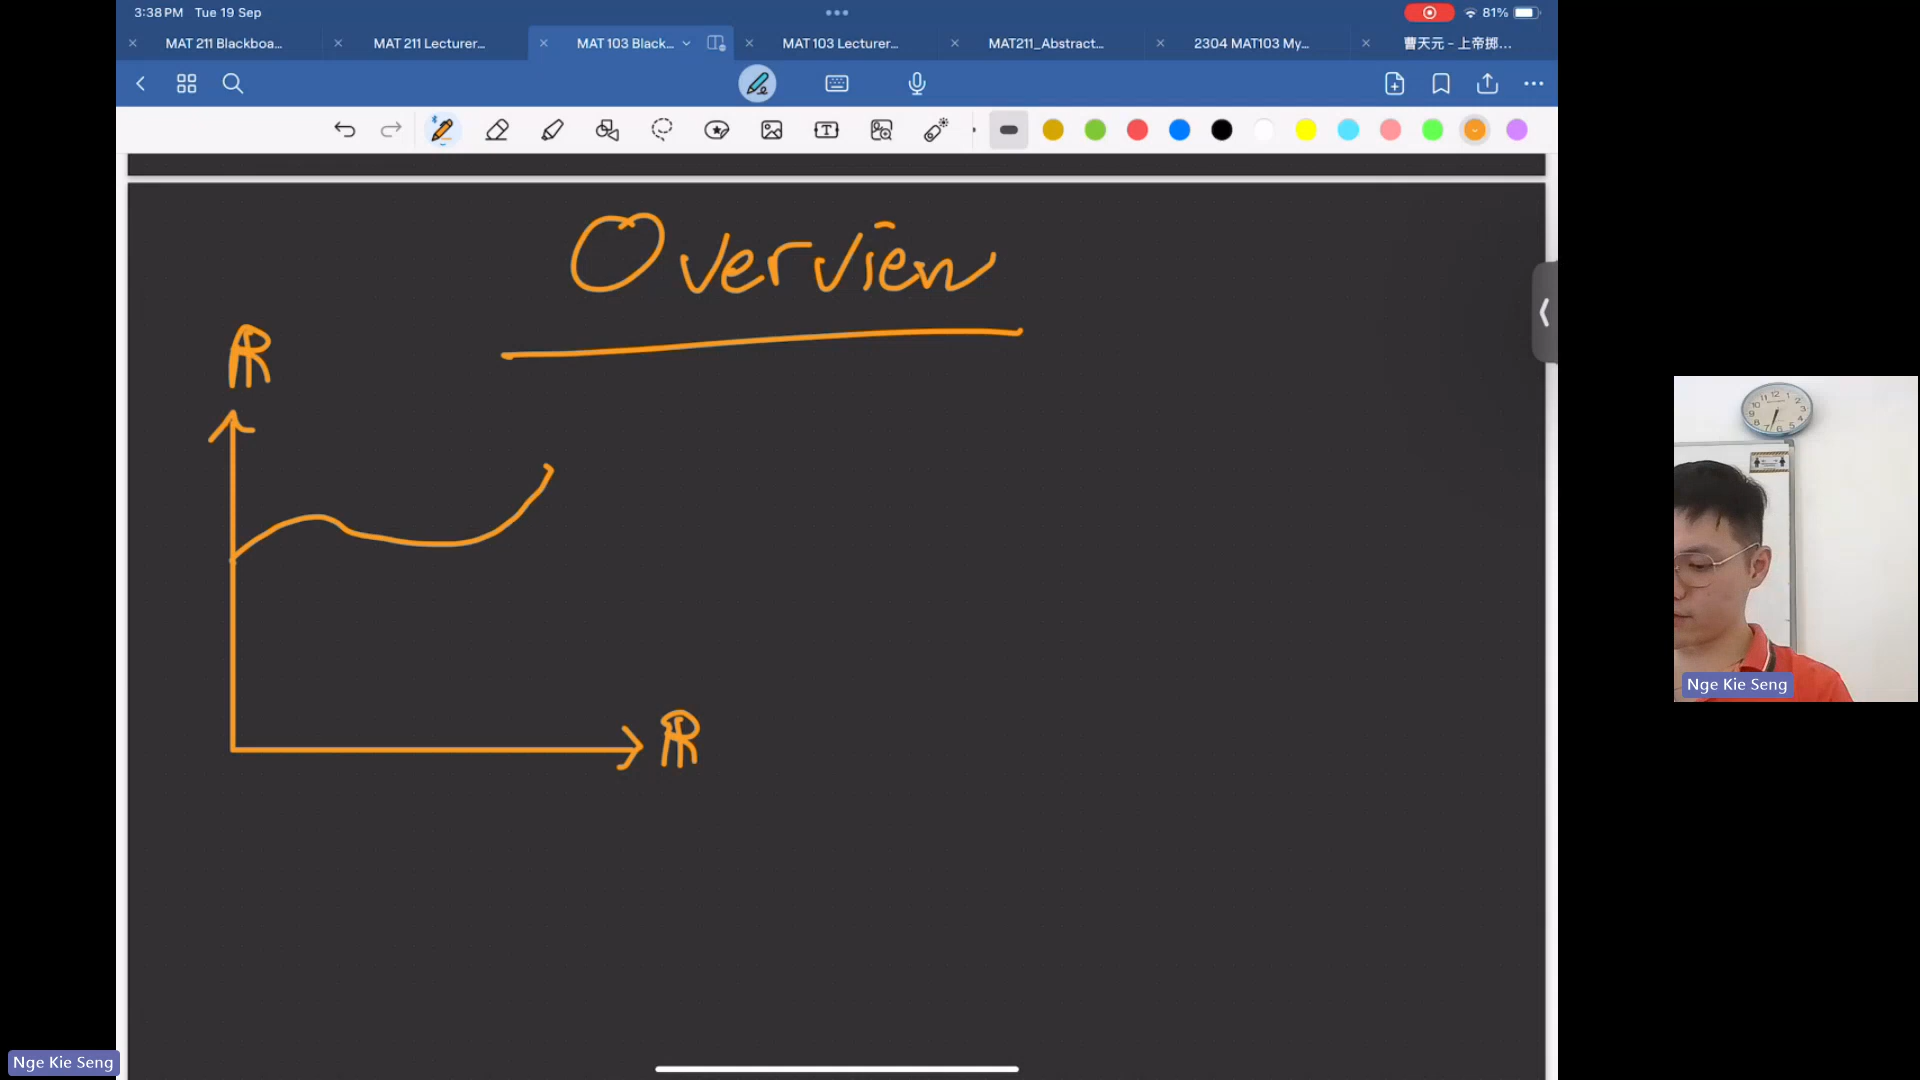 3:38 PM Tue 19 Sep
81%
MAT 211 Blackboa...
MAT 211 Lecturer...
MAT 103 Black...
MAT 103 Lecturer...
MAT211_Abstract...
2304 MAT103 My...
曹天元 - 上帝掷...
Overview
ℝ
ℝ
Nge Kie Seng
Nge Kie Seng